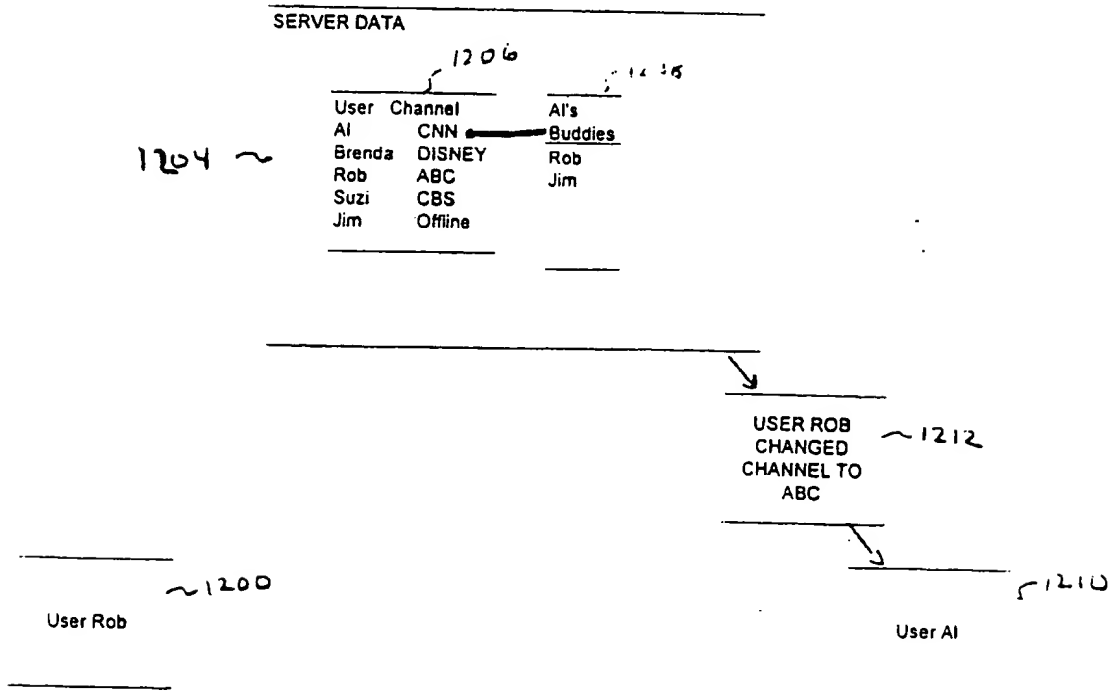 SERVER DATA
1206
User Channel
Al CNN
Brenda DISNEY
Rob ABC
Suzi CBS
Jim Offline
Al's
Buddies
Rob
Jim
1204
USER ROB
CHANGED
CHANNEL TO
ABC
1212
1200
User Rob
1210
User Al